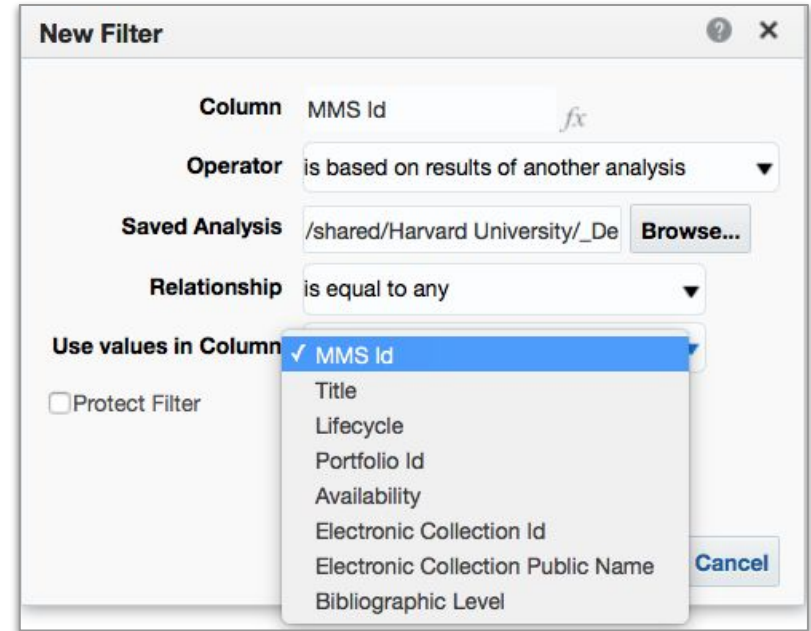 New Filter ? ×
Column MMS Id fx
Operator is based on results of another analysis
Saved Analysis /shared/Harvard University/_De Browse...
Relationship is equal to any
Use values in Column ✓ MMS Id
Protect Filter
Title
Lifecycle
Portfolio Id
Availability
Electronic Collection Id
Electronic Collection Public Name
Bibliographic Level
Cancel